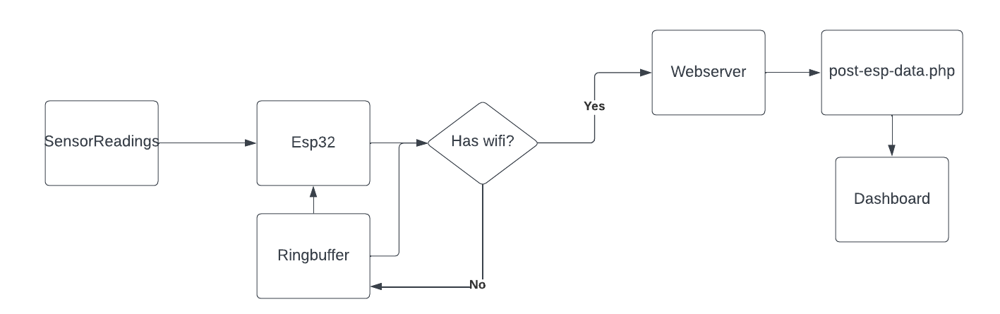 SensorReadings
Esp32
Ringbuffer
Has wifi?
No
Yes
Webserver
post-esp-data.php
Dashboard